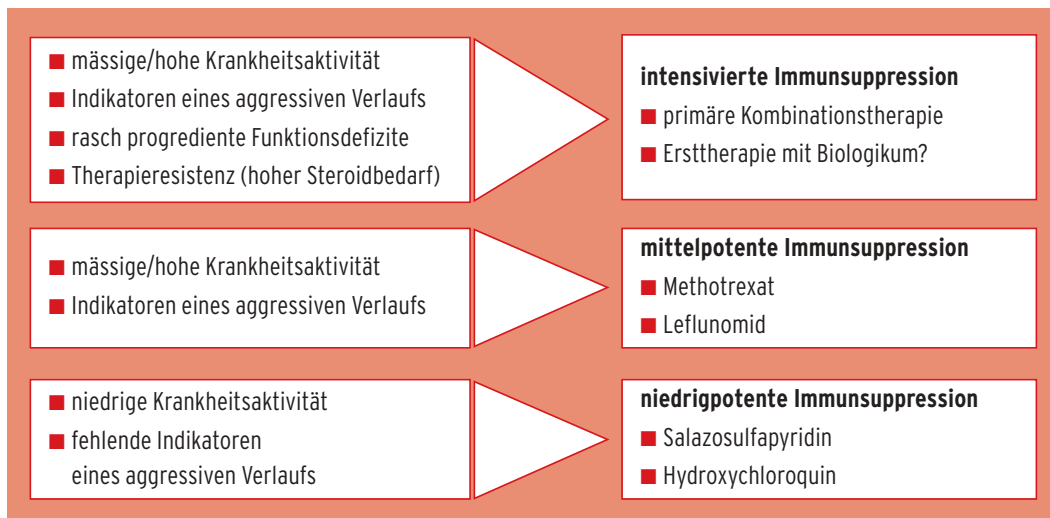 ■ mässige/hohe Krankheitsaktivität
■ Indikatoren eines aggressiven Verlaufs
■ rasch progrediente Funktionsdefizite
■ Therapieresistenz (hoher Steroidbedarf)
intensivierte Immunsuppression
■ primäre Kombinationstherapie
■ Ersttherapie mit Biologikum?
■ mässige/hohe Krankheitsaktivität
■ Indikatoren eines aggressiven Verlaufs
mittelpotente Immunsuppression
■ Methotrexat
■ Leflunomid
■ niedrige Krankheitsaktivität
■ fehlende Indikatoren
eines aggressiven Verlaufs
niedrigpotente Immunsuppression
■ Salazosulfapyridin
■ Hydroxychloroquin